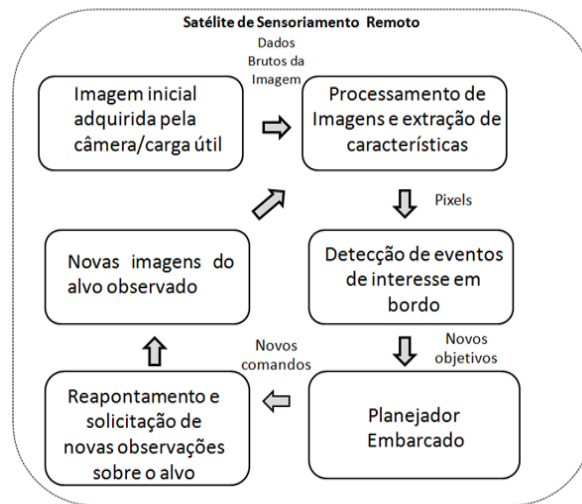 Satélite de Sensoriamento Remoto
Dados
Brutos da
Imagem
Imagem inicial
adquirida pela
câmera/carga útil
Processamento de
Imagens e extração de
características
Pixels
Novas imagens do
alvo observado
Detecção de eventos
de interesse em
bordo
Novos
objetivos
Novos
comandos
Reapontamento e
solicitação de
novas observações
sobre o alvo
Planejador
Embarcado